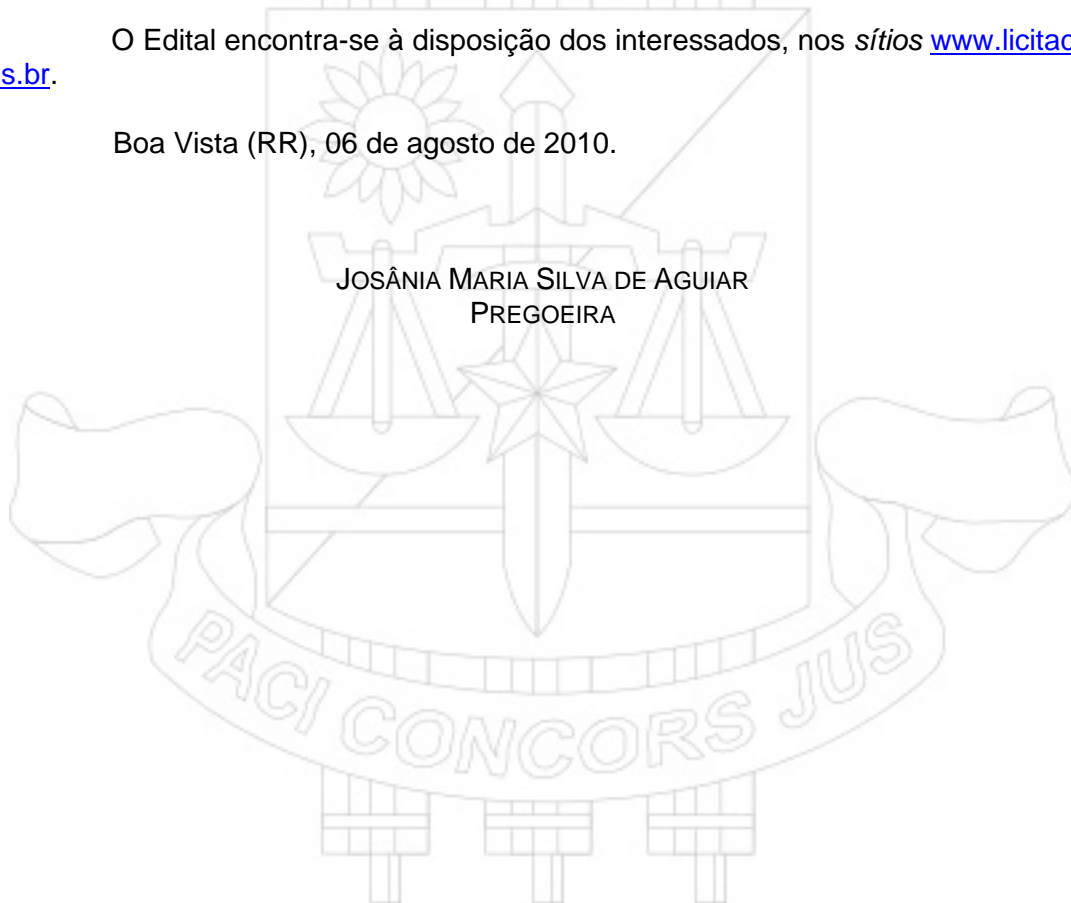 O Edital encontra-se à disposição dos interessados, nos sítios www.licitac
s.br.
Boa Vista (RR), 06 de agosto de 2010.
JOSÂNIA MARIA SILVA DE AGUIAR
PREGOEIRA
PACI CONCORS JUS